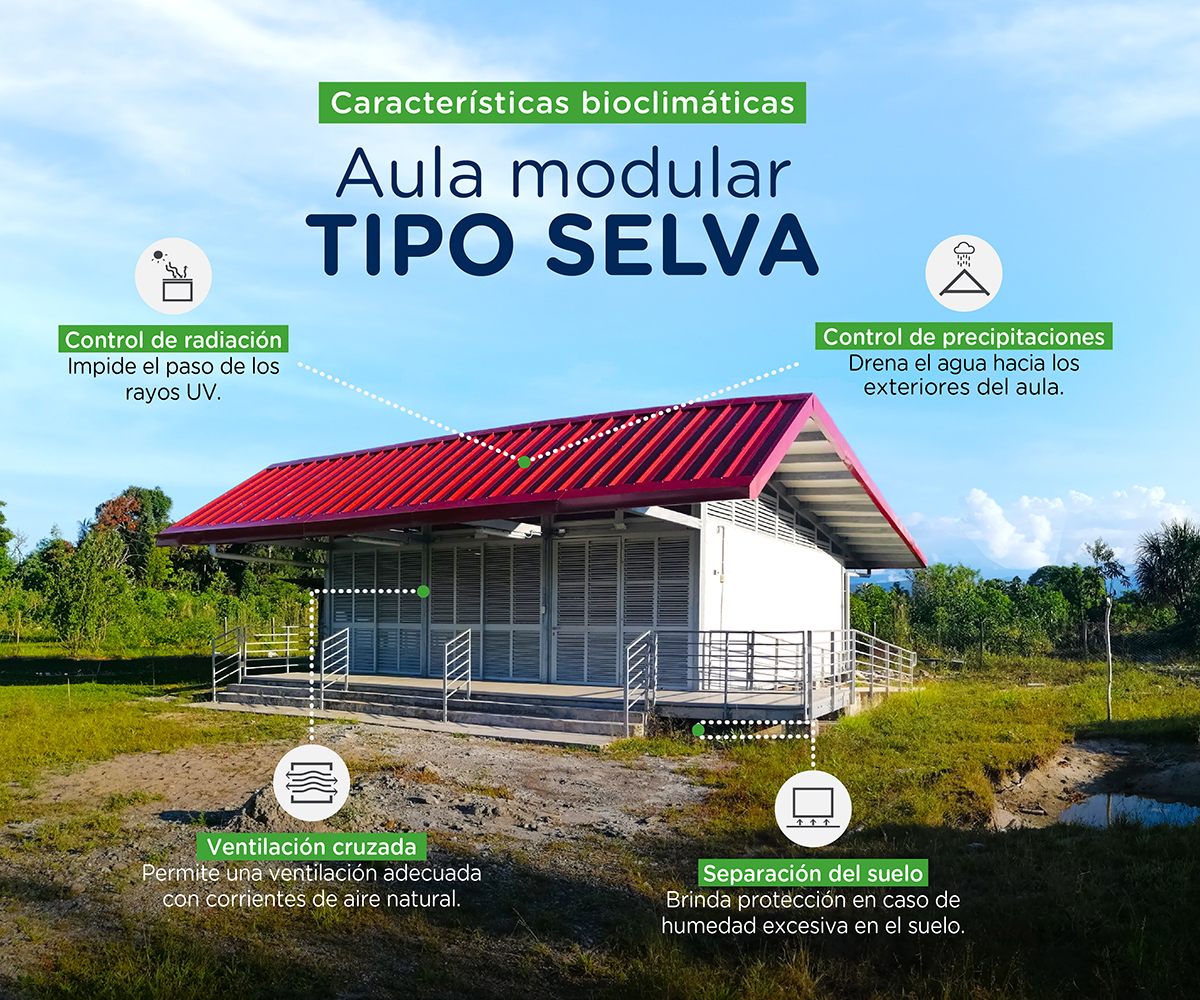 Características bioclimáticas
Aula modular
TIPO SELVA
Control de radiación
Impide el paso de los
rayos UV.
Control de precipitaciones
Drena el agua hacia los
exteriores del aula.
Ventilación cruzada
Permite una ventilación adecuada
con corrientes de aire natural.
Separación del suelo
Brinda protección en caso de
humedad excesiva en el suelo.